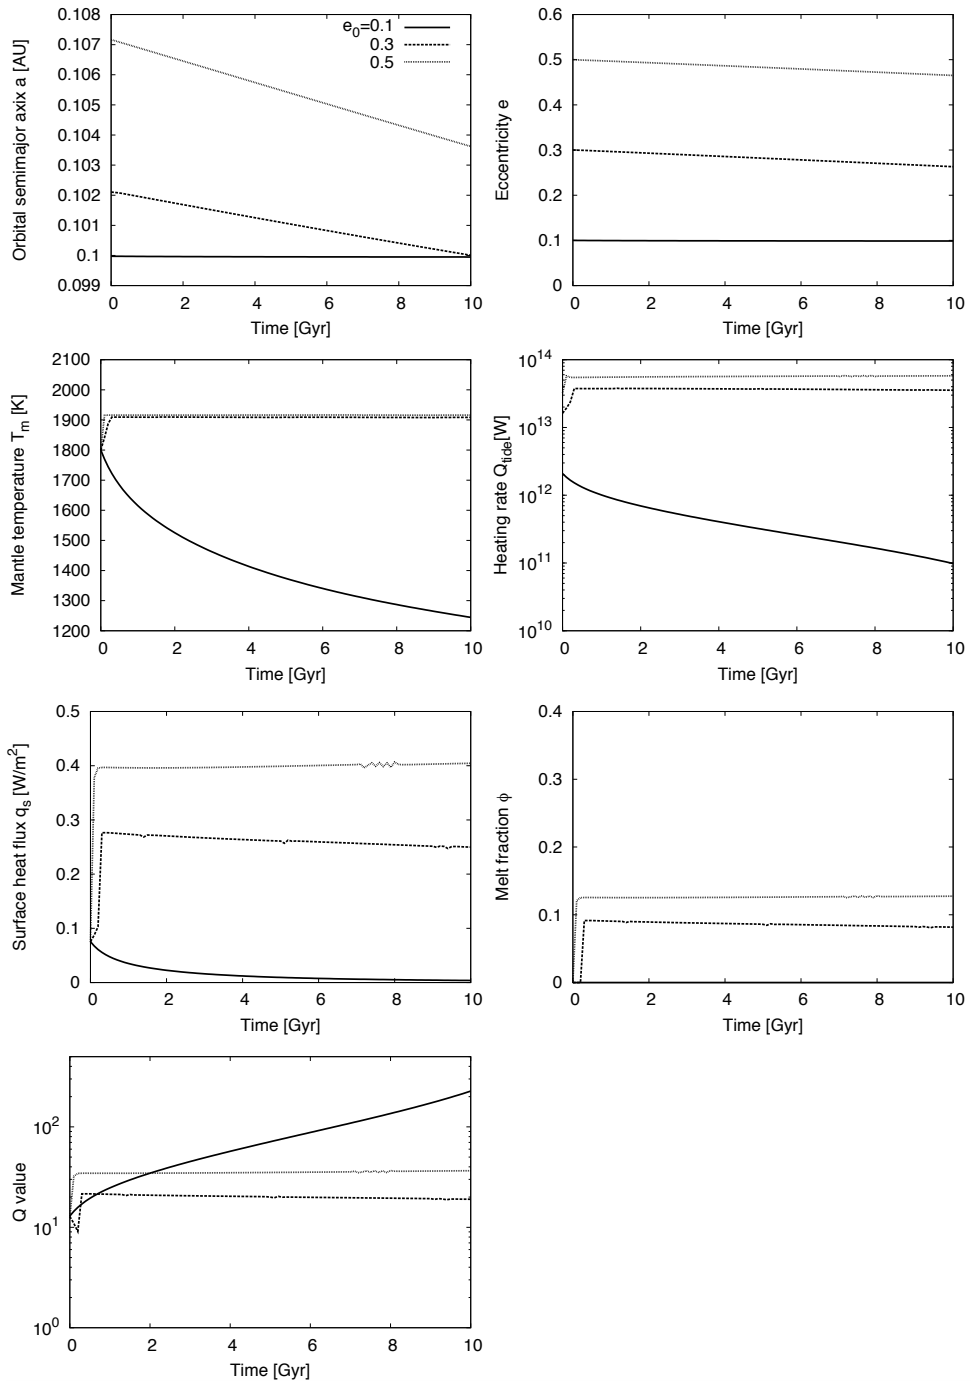 0.108
0.107
0.106
0.105
0.104
0.103
0.102
0.101
0.1
0.099
Orbital semimajor axix a [AU]
e0=0.1
0.3
0.5
0 2 4 6 8 10
Time [Gyr]
0.6
0.5
0.4
0.3
0.2
0.1
0
Eccentricity e
0 2 4 6 8 10
Time [Gyr]
2100
2000
1900
1800
1700
1600
1500
1400
1300
1200
Mantle temperature Tm [K]
0 2 4 6 8 10
Time [Gyr]
10^14
10^13
10^12
10^11
10^10
Heating rate Qtide[W]
0 2 4 6 8 10
Time [Gyr]
0.5
0.4
0.3
0.2
0.1
0
Surface heat flux qs [W/m^2]
0 2 4 6 8 10
Time [Gyr]
0.4
0.3
0.2
0.1
0
Melt fraction ϕ
0 2 4 6 8 10
Time [Gyr]
10^2
10^1
10^0
Q value
0 2 4 6 8 10
Time [Gyr]